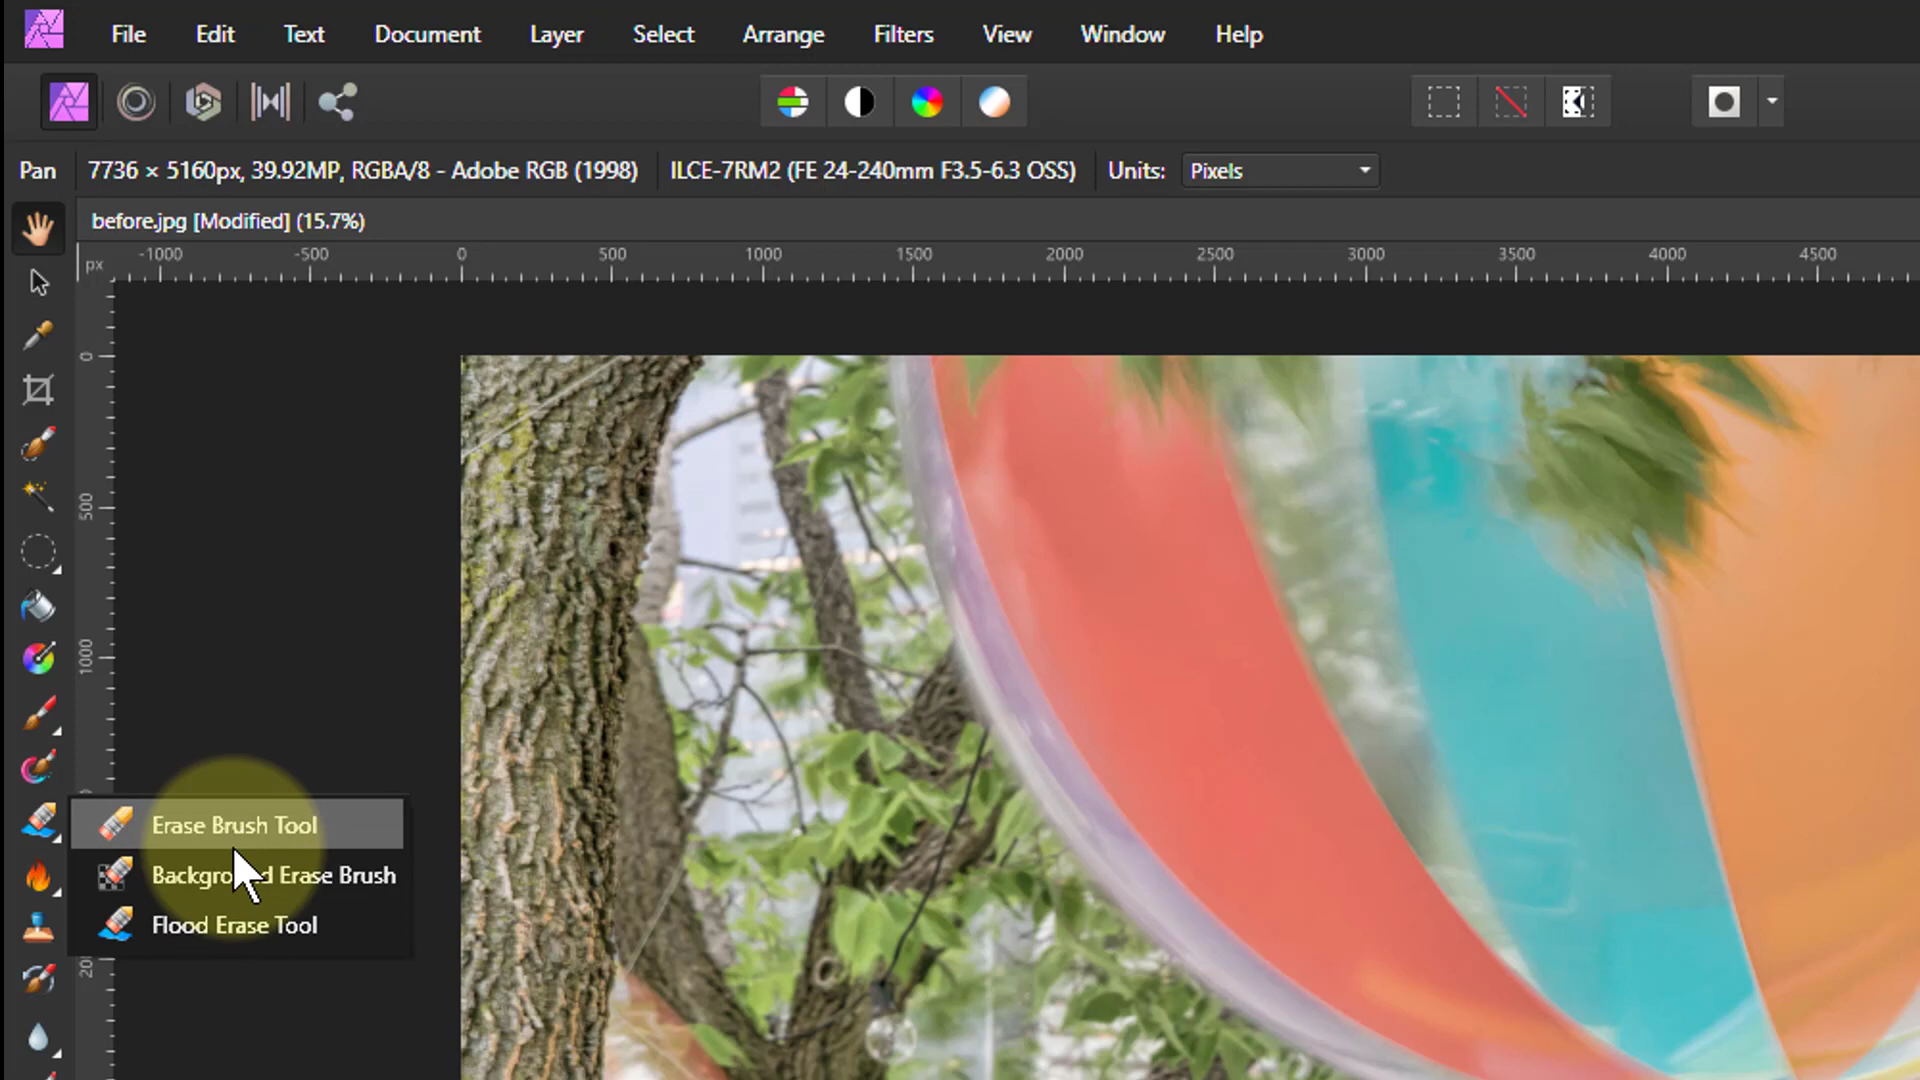 File Edit Text Document Layer Select Arrange Filters View Window Help
Pan 7736 × 5160px, 39.92MP, RGBA/8 - Adobe RGB (1998) ILCE-7RM2 (FE 24-240mm F3.5-6.3 OSS) Units: Pixels
before.jpg [Modified] (15.7%)
px -1000 -500 0 500 1000 1500 2000 2500 3000 3500 4000 4500
0
500
1000
Erase Brush Tool
Background Erase Brush
Flood Erase Tool